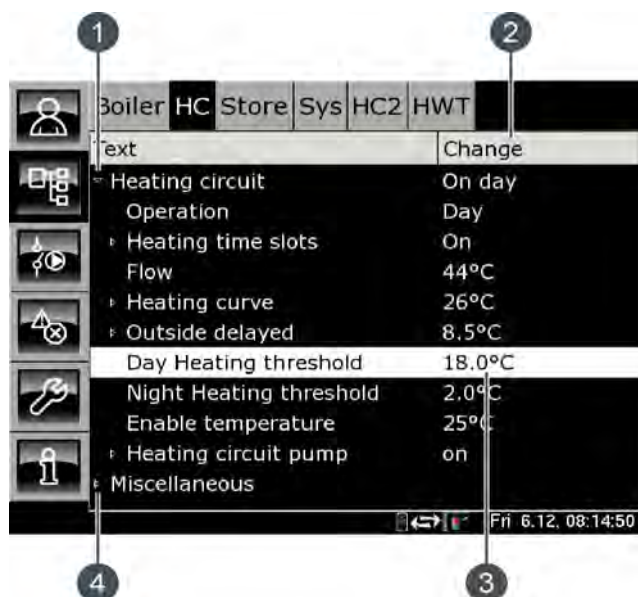 1 2
Boiler HC Store Sys HC2 HWT
Text Change
Heating circuit On day
Operation Day
Heating time slots On
Flow 44°C
Heating curve 26°C
Outside delayed 8.5°C
Day Heating threshold 18.0°C
Night Heating threshold 2.0°C
Enable temperature 25°C
Heating circuit pump on
Miscellaneous
Fri 6.12, 08:14:50
4 3